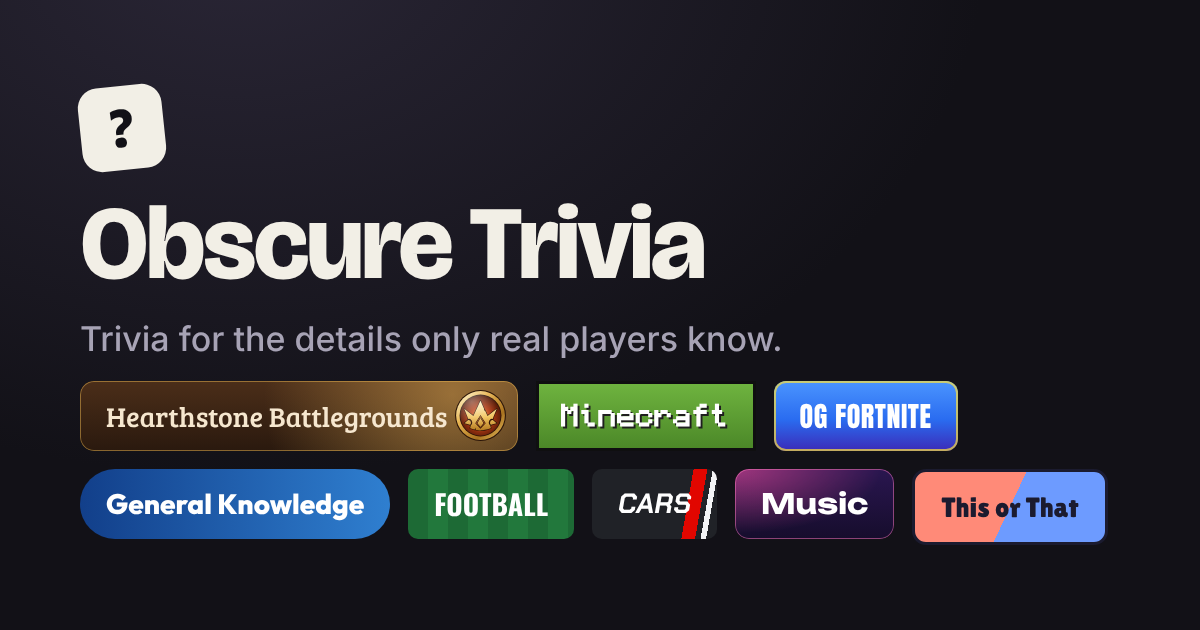 ?
Obscure Trivia
Trivia for the details only real players know.
Hearthstone Battlegrounds Minecraft OG FORTNITE
General Knowledge FOOTBALL CARS Music This or That